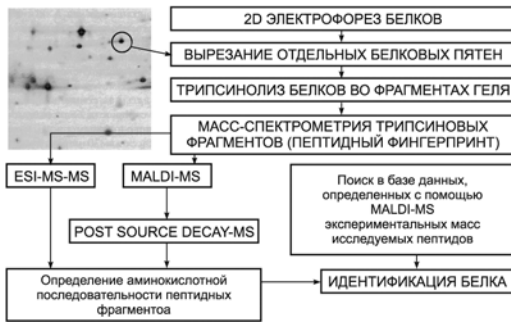 2D ЭЛЕКТРОФОРЕЗ БЕЛКОВ
ВЫРЕЗАНИЕ ОТДЕЛЬНЫХ БЕЛКОВЫХ ПЯТЕН
ТРИПСИНОЛИЗ БЕЛКОВ ВО ФРАГМЕНТАХ ГЕЛЯ
МАСС-СПЕКТРОМЕТРИЯ ТРИПСИНОВЫХ
ФРАГМЕНТОВ (ПЕПТИДНЫЙ ФИНГЕРПРИНТ)
ESI-MS-MS
MALDI-MS
POST SOURCE DECAY-MS
Поиск в базе данных,
определенных с помощью
MALDI-MS
экспериментальных масс
исследуемых пептидов
Определение аминокислотной
последовательности пептидных
фрагментоа
ИДЕНТИФИКАЦИЯ БЕЛКА